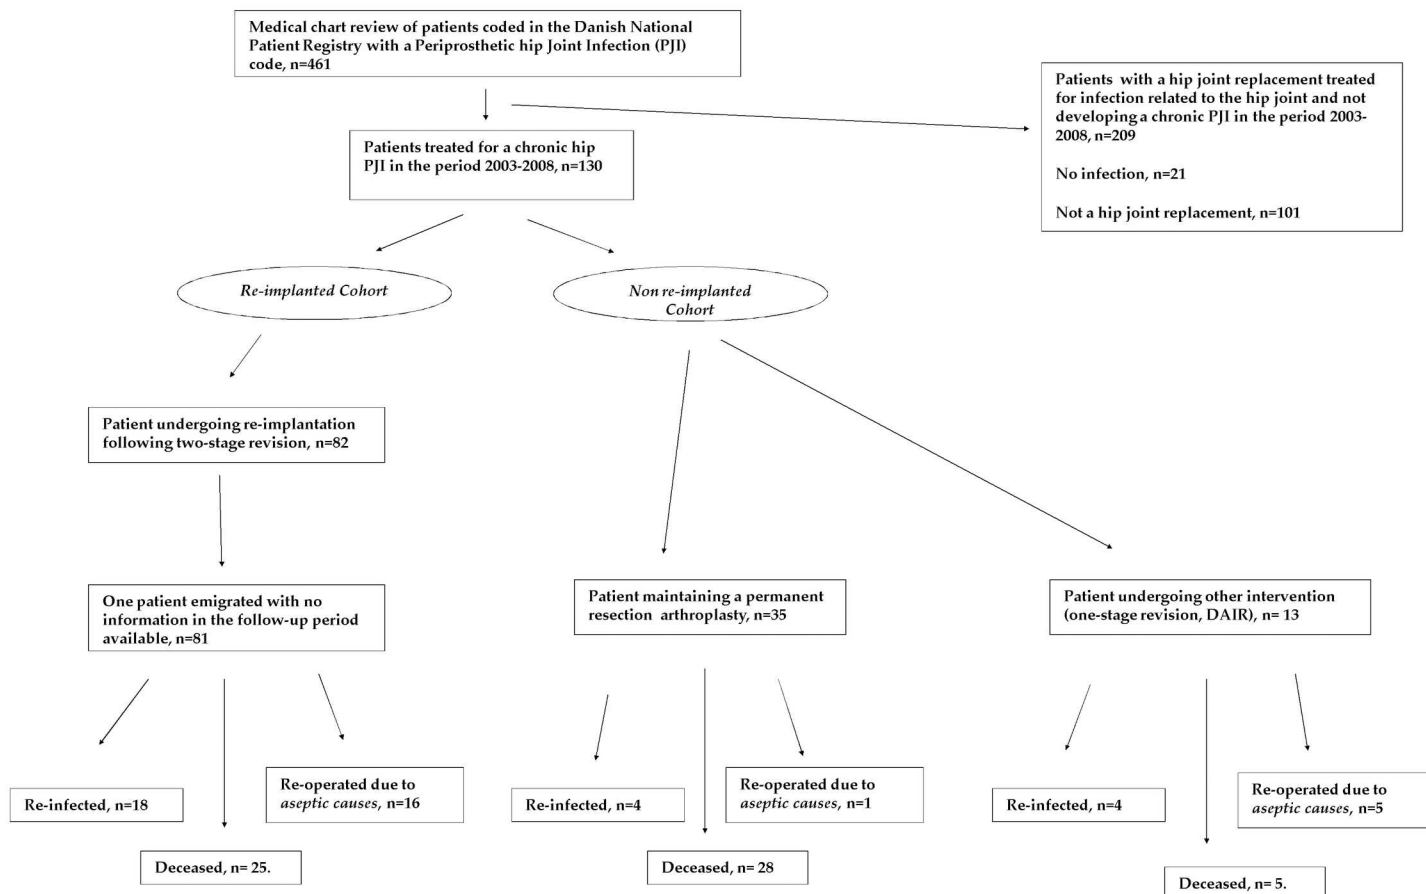 Medical chart review of patients coded in the Danish National
Patient Registry with a Periprosthetic hip Joint Infection (PJI)
code, n=461
Patients with a hip joint replacement treated
for infection related to the hip joint and not
developing a chronic PJI in the period 2003-
2008, n=209
No infection, n=21
Not a hip joint replacement, n=101
Patients treated for a chronic hip
PJI in the period 2003-2008, n=130
Re-implanted Cohort
Non re-implanted
Cohort
Patient undergoing re-implantation
following two-stage revision, n=82
One patient emigrated with no
information in the follow-up period
available, n=81
Patient maintaining a permanent
resection arthroplasty, n=35
Patient undergoing other intervention
(one-stage revision, DAIR), n= 13
Re-infected, n=18
Re-operated due to
aseptic causes, n=16
Deceased, n= 25.
Re-infected, n=4
Re-operated due to
aseptic causes, n=1
Deceased, n= 28
Re-infected, n=4
Re-operated due to
aseptic causes, n=5
Deceased, n= 5.